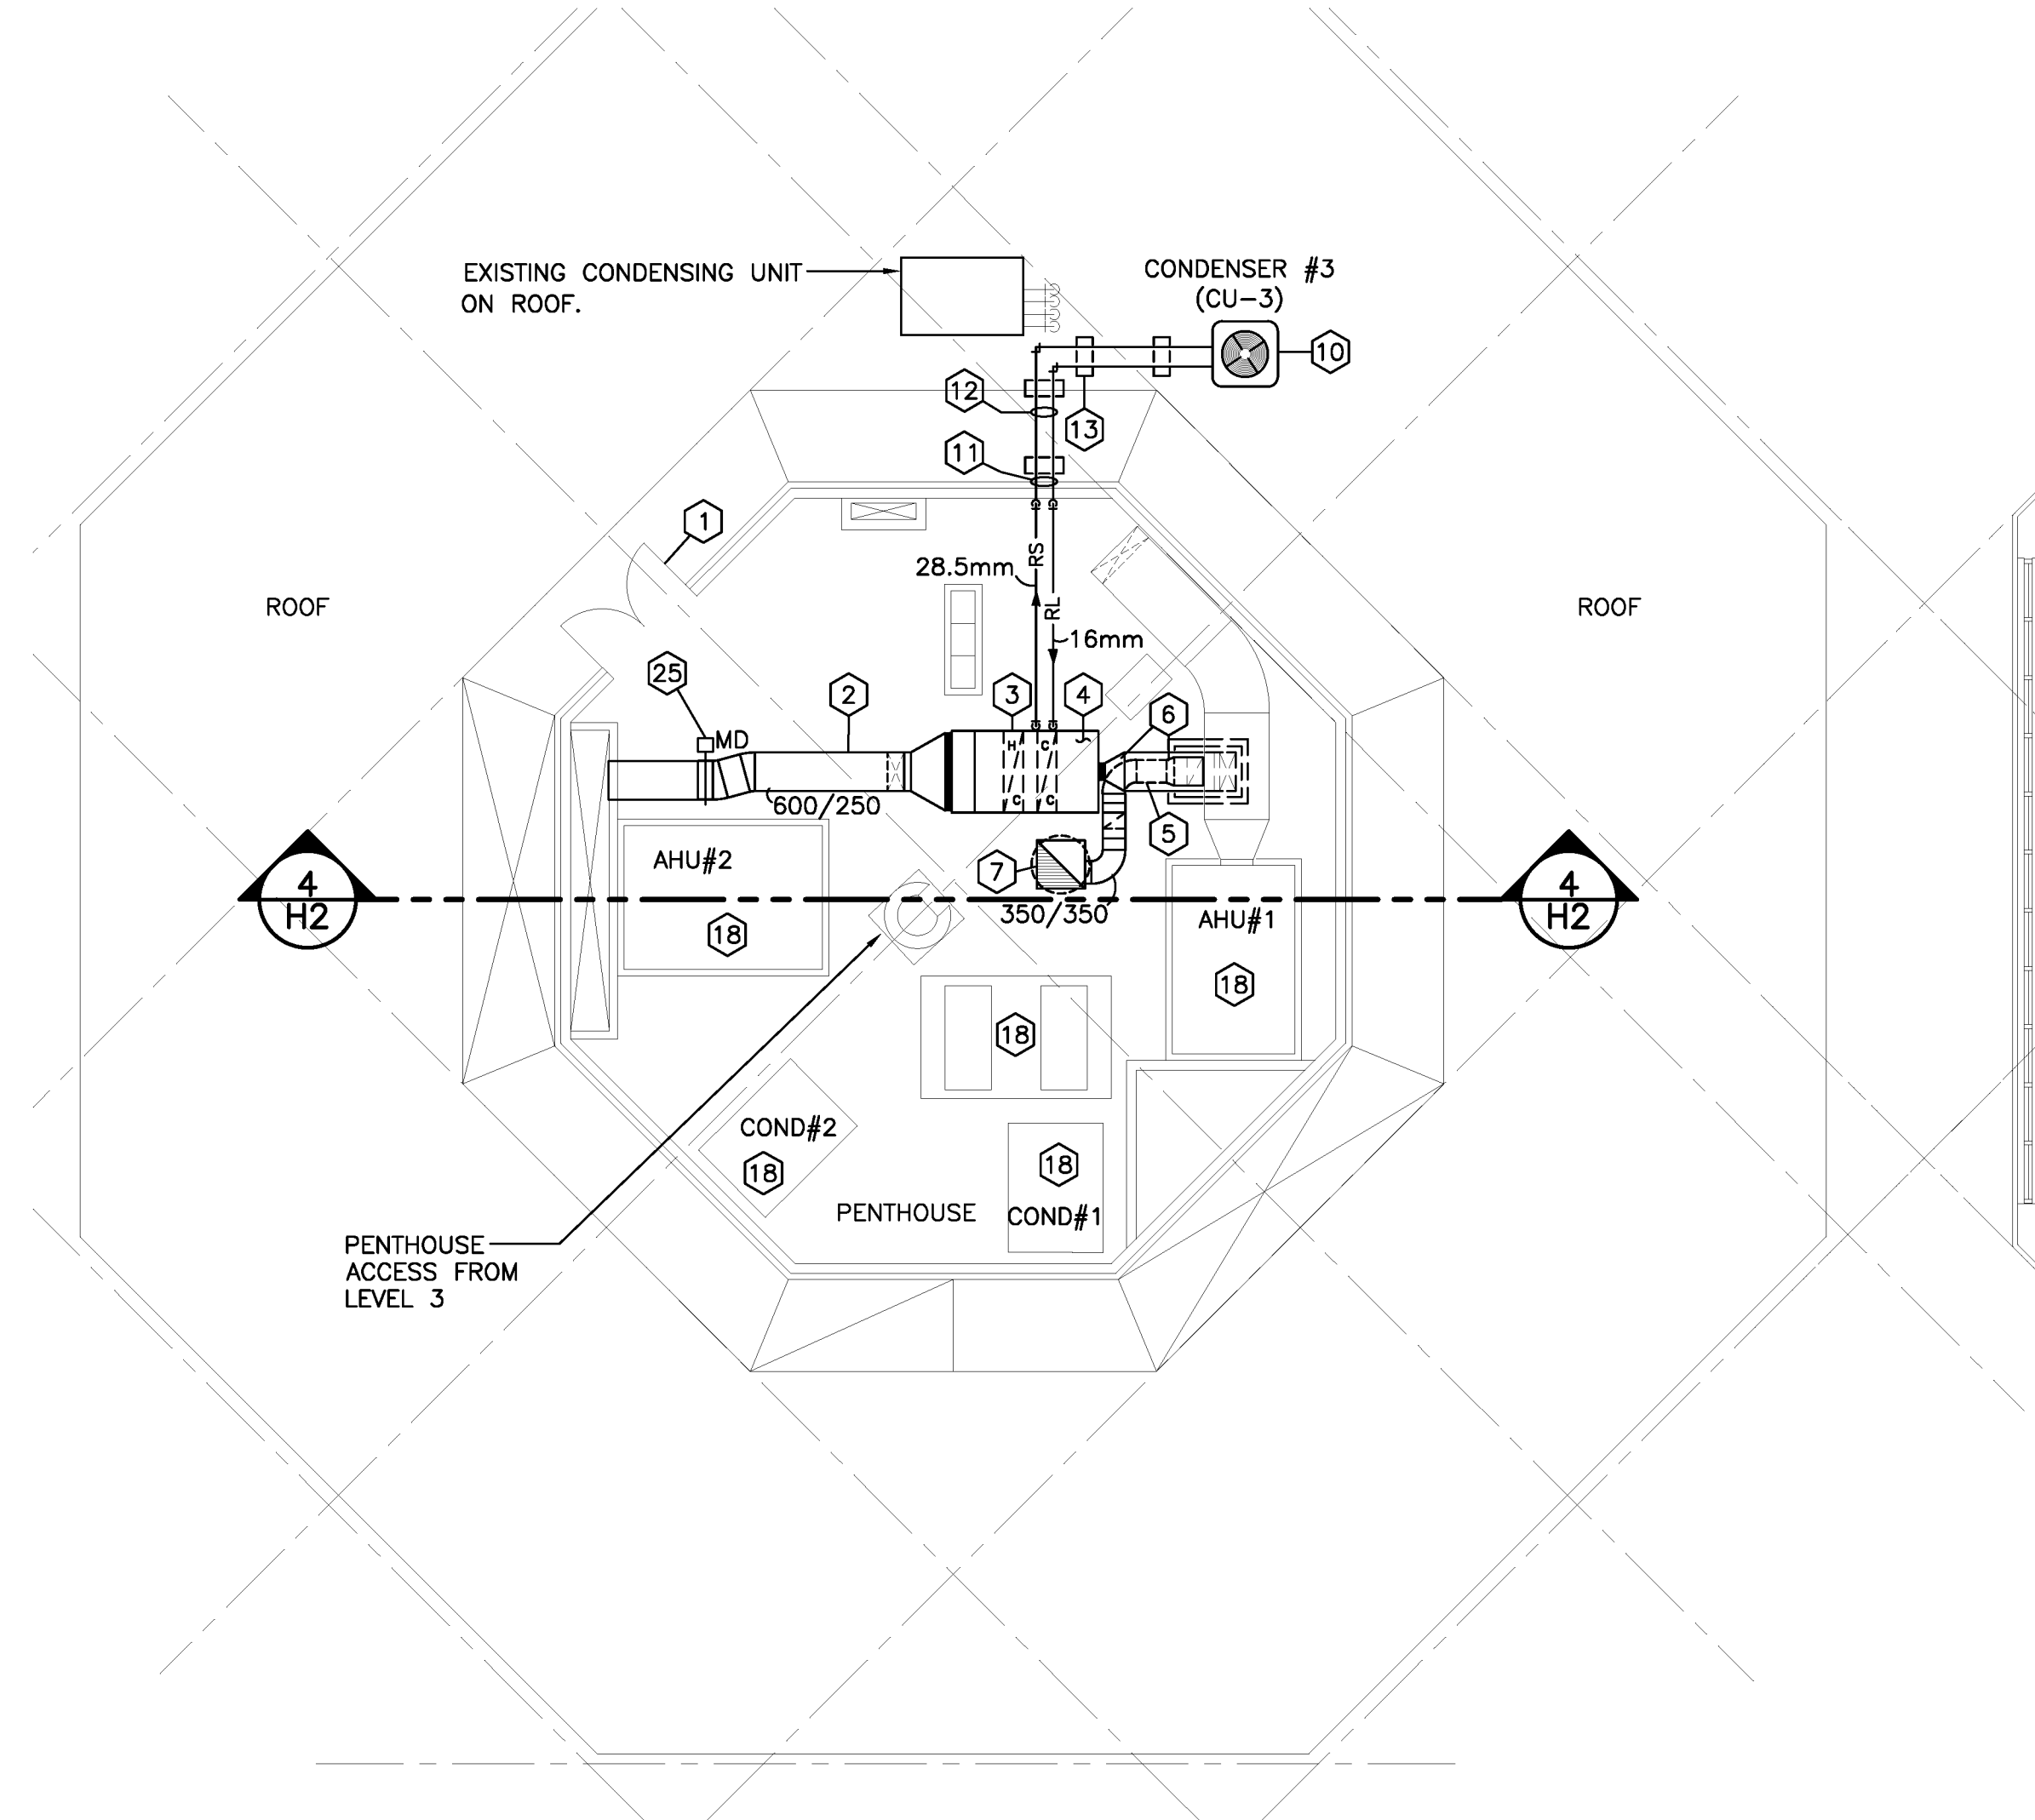 EXISTING CONDENSING UNIT
ON ROOF.
CONDENSER #3
(CU-3)
10
12
13
11
1
28.5mm
RS
RL
16mm
ROOF
ROOF
25
MD
2
3
4
6
H
C
C
C
600/250
5
7
350/350
AHU#2
18
AHU#1
18
4
H2
4
H2
18
COND#2
18
18
COND#1
PENTHOUSE
PENTHOUSE
ACCESS FROM
LEVEL 3